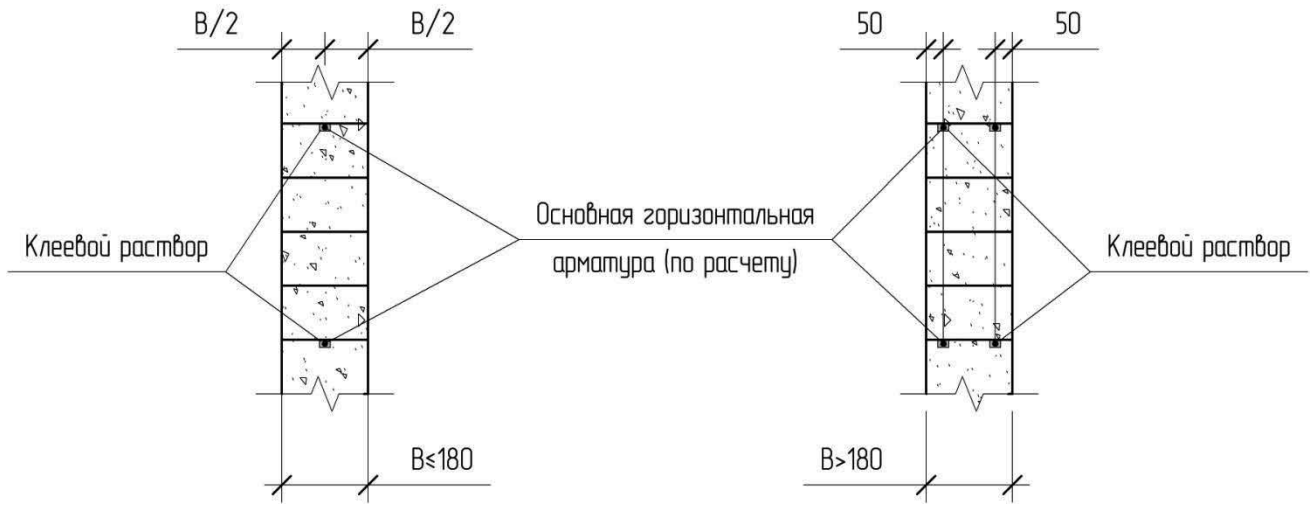 B/2
B/2
50
50
Основная горизонтальная
арматура (по расчету)
Клеевой раствор
Клеевой раствор
B≤180
B>180